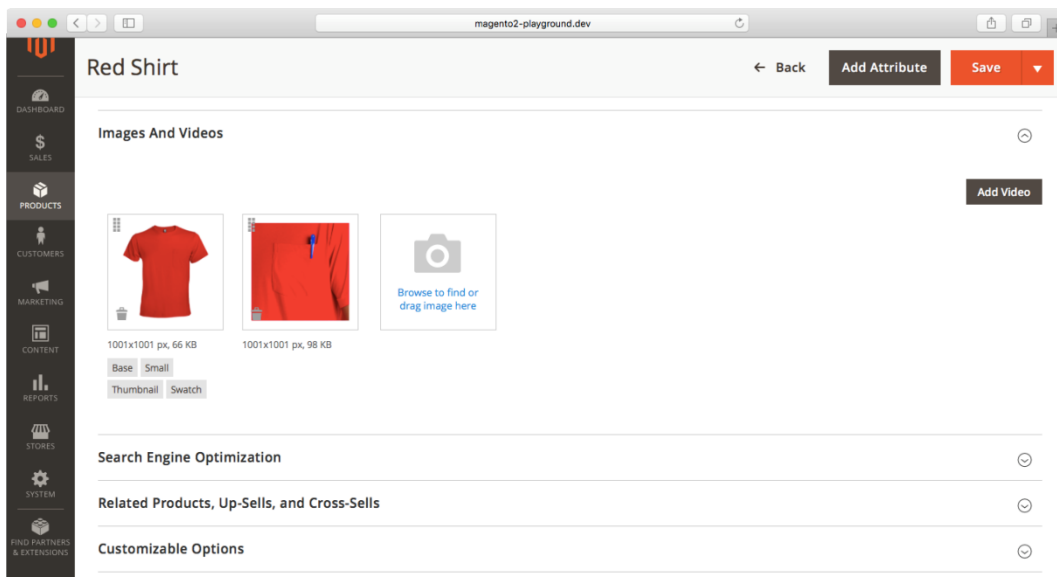 magento2-playground.dev
Red Shirt
← Back
Add Attribute
Save
DASHBOARD
$
SALES
PRODUCTS
CUSTOMERS
MARKETING
CONTENT
REPORTS
STORES
SYSTEM
FIND PARTNERS
& EXTENSIONS
Images And Videos
Add Video
Browse to find or
drag image here
1001x1001 px, 66 KB
1001x1001 px, 98 KB
Base Small
Thumbnail Swatch
Search Engine Optimization
Related Products, Up-Sells, and Cross-Sells
Customizable Options